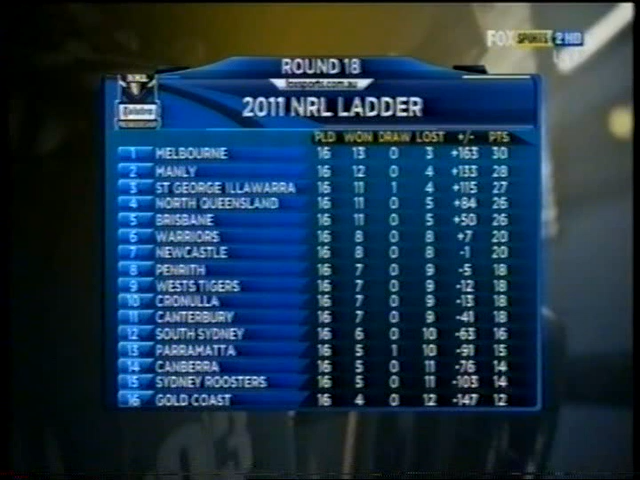 FOX SPORTS 2 HD
ROUND 18
foxsports.com.au
NRL
Telstra
PREMIERSHIP
2011 NRL LADDER
PLD WON DRAW LOST +/- PTS
1 MELBOURNE 16 13 0 3 +163 30
2 MANLY 16 12 0 4 +133 28
3 ST GEORGE ILLAWARRA 16 11 1 4 +115 27
4 NORTH QUEENSLAND 16 11 0 5 +84 26
5 BRISBANE 16 11 0 5 +50 26
6 WARRIORS 16 8 0 8 +7 20
7 NEWCASTLE 16 8 0 8 -1 20
8 PENRITH 16 7 0 9 -5 18
9 WESTS TIGERS 16 7 0 9 -12 18
10 CRONULLA 16 7 0 9 -13 18
11 CANTERBURY 16 7 0 9 -41 18
12 SOUTH SYDNEY 16 6 0 10 -63 16
13 PARRAMATTA 16 5 1 10 -91 15
14 CANBERRA 16 5 0 11 -76 14
15 SYDNEY ROOSTERS 16 5 0 11 -103 14
16 GOLD COAST 16 4 0 12 -147 12